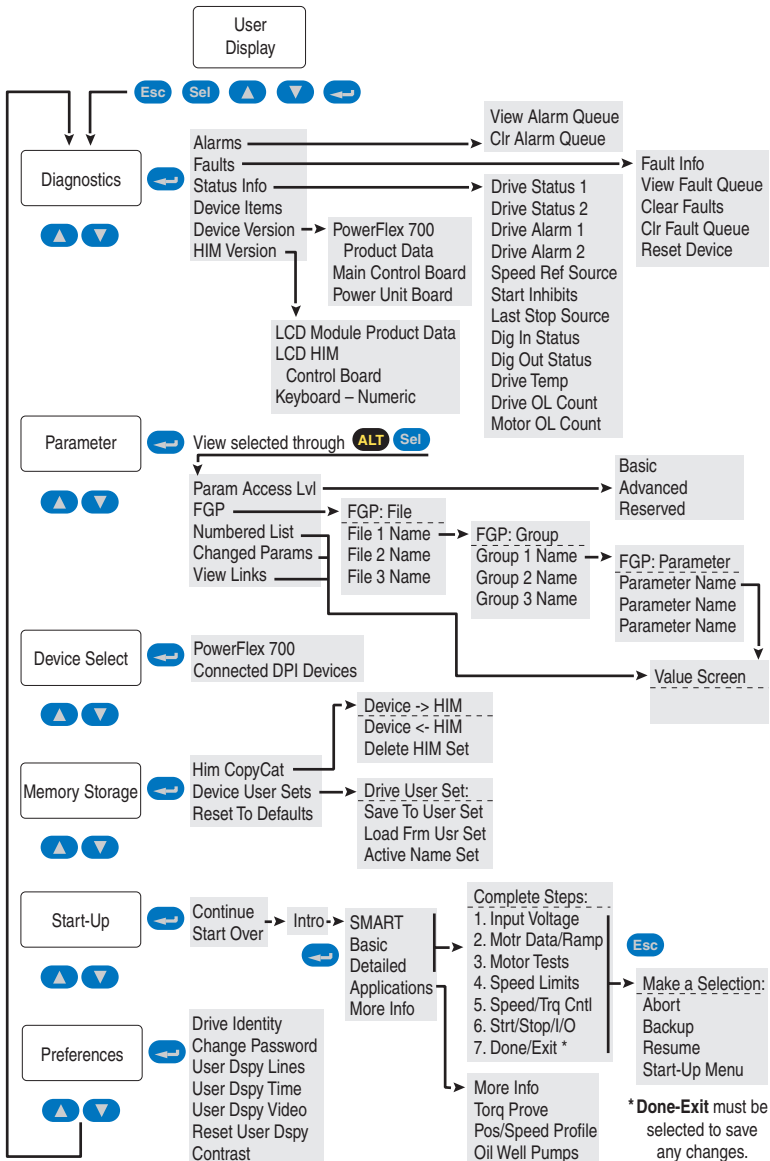 User
Display
Esc Sel
Diagnostics
Alarms
Faults
Status Info
Device Items
Device Version
HIM Version
View Alarm Queue
Clr Alarm Queue
Fault Info
View Fault Queue
Clear Faults
Clr Fault Queue
Reset Device
Drive Status 1
Drive Status 2
Drive Alarm 1
Drive Alarm 2
Speed Ref Source
Start Inhibits
Last Stop Source
Dig In Status
Dig Out Status
Drive Temp
Drive OL Count
Motor OL Count
PowerFlex 700
Product Data
Main Control Board
Power Unit Board
LCD Module Product Data
LCD HIM
Control Board
Keyboard – Numeric
Parameter
View selected through ALT Sel
Param Access Lvl
FGP
Numbered List
Changed Params
View Links
Basic
Advanced
Reserved
FGP: File
File 1 Name
File 2 Name
File 3 Name
FGP: Group
Group 1 Name
Group 2 Name
Group 3 Name
FGP: Parameter
Parameter Name
Parameter Name
Parameter Name
Value Screen
Device Select
PowerFlex 700
Connected DPI Devices
Memory Storage
Him CopyCat
Device User Sets
Reset To Defaults
Device -> HIM
Device <- HIM
Delete HIM Set
Drive User Set:
Save To User Set
Load Frm Usr Set
Active Name Set
Start-Up
Continue
Start Over
Intro
SMART
Basic
Detailed
Applications
More Info
Complete Steps:
1. Input Voltage
2. Motr Data/Ramp
3. Motor Tests
4. Speed Limits
5. Speed/Trq Cntl
6. Strt/Stop/I/O
7. Done/Exit *
Esc
Make a Selection:
Abort
Backup
Resume
Start-Up Menu
More Info
Torq Prove
Pos/Speed Profile
Oil Well Pumps
* Done-Exit must be
selected to save
any changes.
Preferences
Drive Identity
Change Password
User Dspy Lines
User Dspy Time
User Dspy Video
Reset User Dspy
Contrast